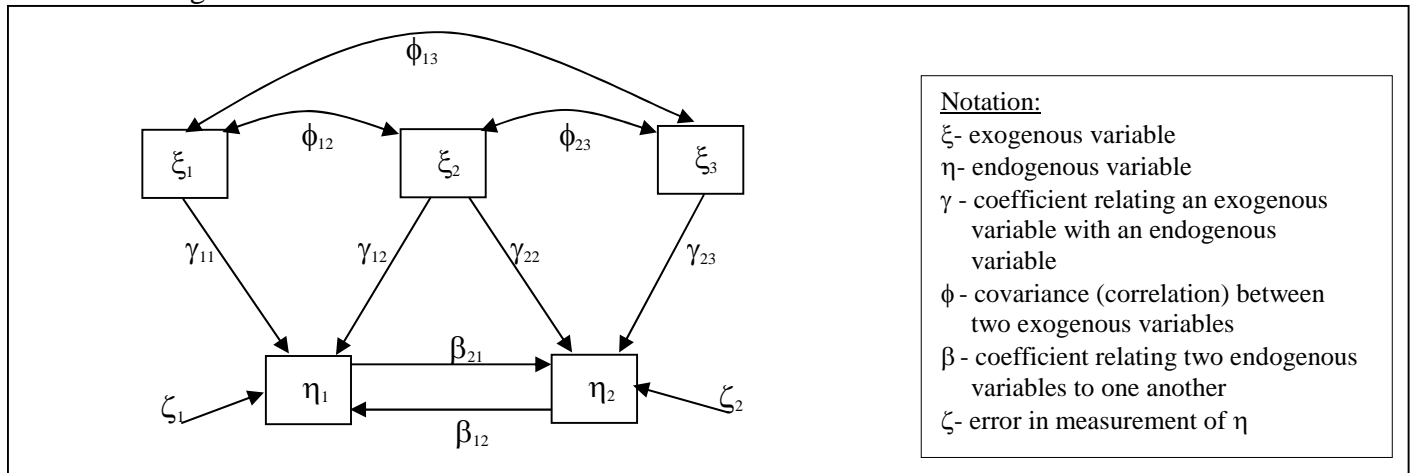 ϕ₁₃
ϕ₁₂
ϕ₂₃
ξ₁
ξ₂
ξ₃
γ₁₁
γ₁₂
γ₂₂
γ₂₃
β₂₁
η₁
η₂
ζ₁
ζ₂
β₁₂
Notation:
ξ- exogenous variable
η- endogenous variable
γ - coefficient relating an exogenous
variable with an endogenous
variable
ϕ - covariance (correlation) between
two exogenous variables
β - coefficient relating two endogenous
variables to one another
ζ- error in measurement of η